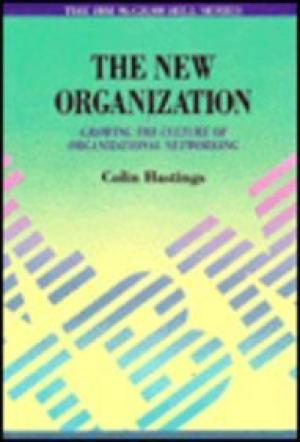 THE IBM McGRAW-HILL SERIES
THE NEW
ORGANIZATION
GROWING THE CULTURE OF
ORGANIZATIONAL NETWORKING
Colin Hastings